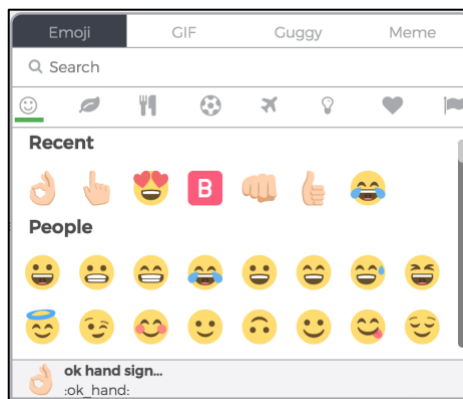 Emoji GIF Guggy Meme
Search
Recent
B
People
ok hand sign...
:ok_hand: